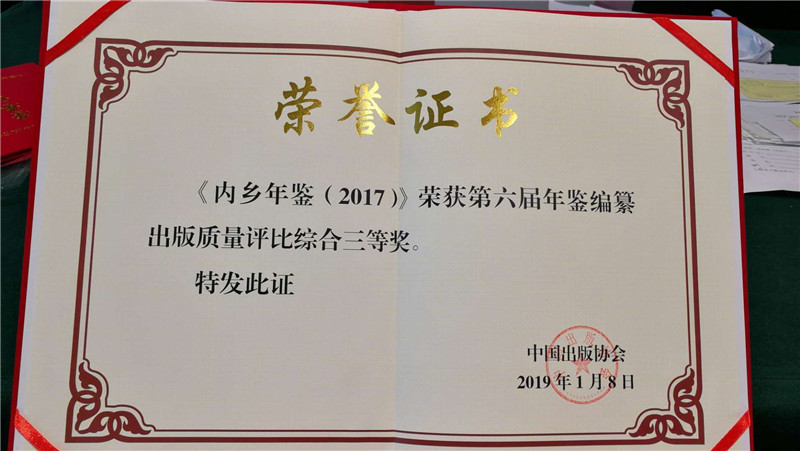 荣誉证书
《内乡年鉴（2017）》荣获第六届年鉴编纂
出版质量评比综合三等奖。
特发此证
中国出版协会
2019年1月8日